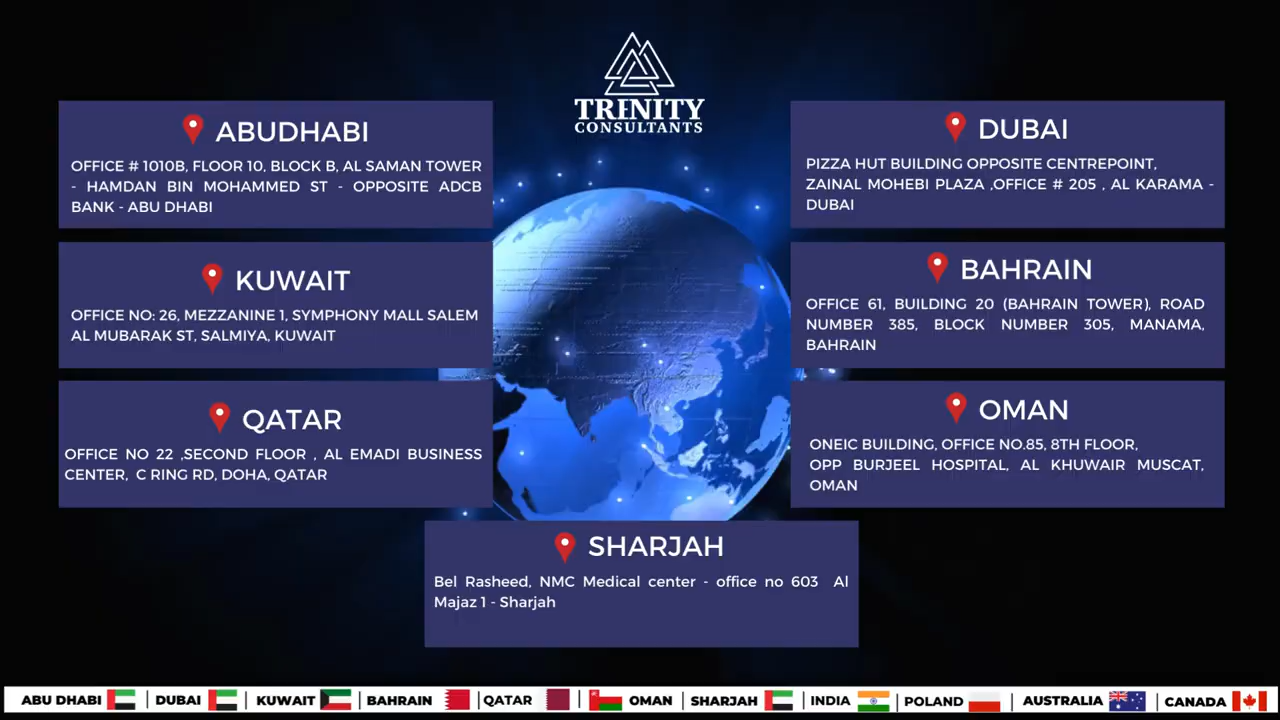 TRENITY
CONSULTANTS
ABUDHABI
OFFICE # 1010B, FLOOR 10, BLOCK B, AL SAMAN TOWER
- HAMDAN BIN MOHAMMED ST - OPPOSITE ADCB
BANK - ABU DHABI
DUBAI
PIZZA HUT BUILDING OPPOSITE CENTREPOINT,
ZAINAL MOHEBI PLAZA ,OFFICE # 205 , AL KARAMA -
DUBAI
KUWAIT
OFFICE NO: 26, MEZZANINE 1, SYMPHONY MALL SALEM
AL MUBARAK ST, SALMIYA, KUWAIT
BAHRAIN
OFFICE 61, BUILDING 20 (BAHRAIN TOWER), ROAD
NUMBER 385, BLOCK NUMBER 305, MANAMA,
BAHRAIN
QATAR
OFFICE NO 22 ,SECOND FLOOR , AL EMADI BUSINESS
CENTER, C RING RD, DOHA, QATAR
OMAN
ONEIC BUILDING, OFFICE NO.85, 8TH FLOOR,
OPP BURJEEL HOSPITAL, AL KHUWAIR MUSCAT,
OMAN
SHARJAH
Bel Rasheed, NMC Medical center - office no 603 Al
Majaz 1 - Sharjah
ABU DHABI | DUBAI | KUWAIT | BAHRAIN | QATAR | OMAN | SHARJAH | INDIA | POLAND | AUSTRALIA | CANADA